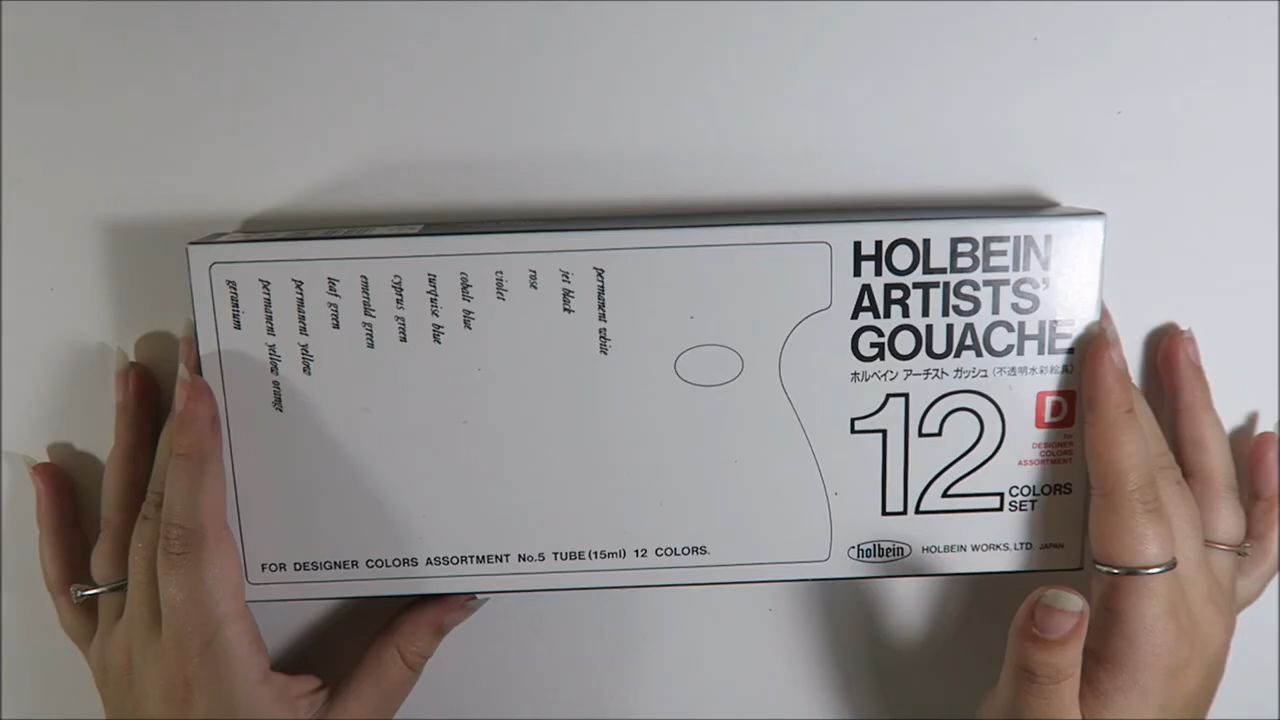 geranium
permanent yellow orange
permanent yellow
leaf green
emerald green
cyprus green
turquise blue
cobalt blue
violet
rose
jet black
permanent white
FOR DESIGNER COLORS ASSORTMENT No.5 TUBE(15ml) 12 COLORS.
HOLBEIN
ARTISTS'
GOUACHE
ホルベイン アーチスト ガッシュ (不透明水彩絵具)
12
COLORS
SET
D
for
DESIGNER
COLORS
ASSORTMENT
holbein
HOLBEIN WORKS, LTD. JAPAN